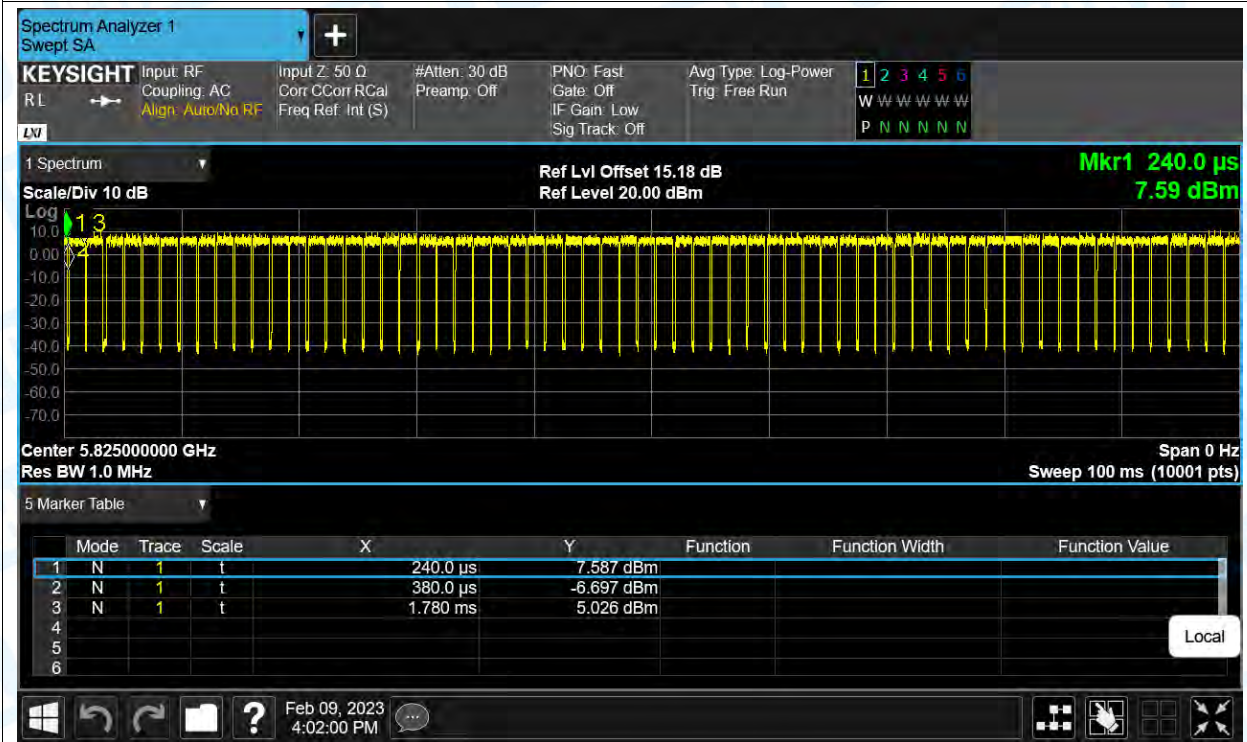 Spectrum Analyzer 1
Swept SA
KEYSIGHT Input: RF Input Z: 50 Ω #Atten: 30 dB PNO: Fast Avg Type: Log-Power 1 2 3 4 5 6
R L Coupling: AC Corr CCorr RCal Preamp: Off Gate: Off Trig: Free Run W W W W W W
Align: Auto/No RF Freq Ref: Int (S) IF Gain: Low
LXI Sig Track: Off P N N N N N
1 Spectrum Ref Lvl Offset 15.18 dB Mkr1 240.0 µs
Scale/Div 10 dB Ref Level 20.00 dBm 7.59 dBm
Log
1 3
10.0
0.00
2
-10.0
-20.0
-30.0
-40.0
-50.0
-60.0
-70.0
Center 5.825000000 GHz Span 0 Hz
Res BW 1.0 MHz Sweep 100 ms (10001 pts)
5 Marker Table
Mode Trace Scale X Y Function Function Width Function Value
1 N 1 t 240.0 µs 7.587 dBm
2 N 1 t 380.0 µs -6.697 dBm
3 N 1 t 1.780 ms 5.026 dBm
4
5
6
Local
? Feb 09, 2023
4:02:00 PM